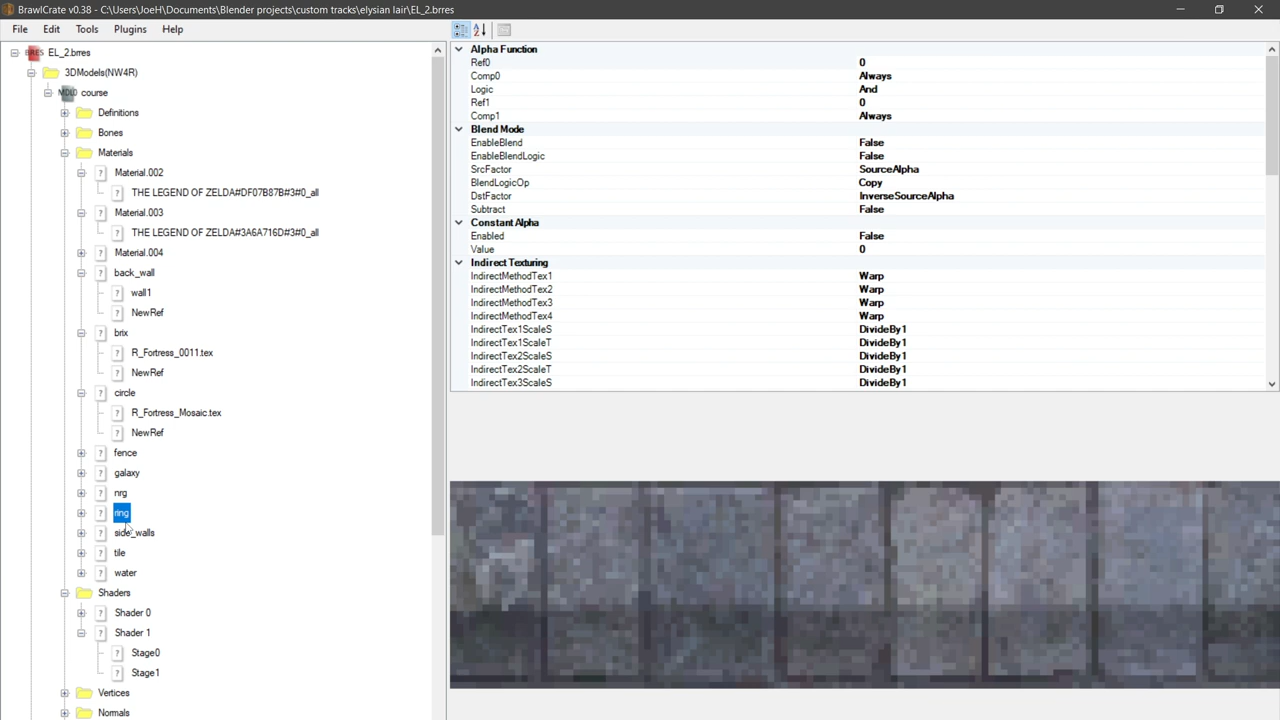 BrawlCrate v0.38 - C:\Users\JoeH\Documents\Blender projects\custom tracks\elysian lair\EL_2.brres
File Edit Tools Plugins Help
BRES EL_2.brres
3DModels(NW4R)
MDL0 course
Definitions
Bones
Materials
? Material.002
? THE LEGEND OF ZELDA#DF07B87B#3#0_all
? Material.003
? THE LEGEND OF ZELDA#3A6A716D#3#0_all
? Material.004
? back_wall
? wall1
? NewRef
? brix
? R_Fortress_0011.tex
? NewRef
? circle
? R_Fortress_Mosaic.tex
? NewRef
? fence
? galaxy
? nrg
? ring
? side_walls
? tile
? water
Shaders
? Shader 0
? Shader 1
? Stage0
? Stage1
Vertices
Normals
Alpha Function
Ref0 0
Comp0 Always
Logic And
Ref1 0
Comp1 Always
Blend Mode
EnableBlend False
EnableBlendLogic False
SrcFactor SourceAlpha
BlendLogicOp Copy
DstFactor InverseSourceAlpha
Subtract False
Constant Alpha
Enabled False
Value 0
Indirect Texturing
IndirectMethodTex1 Warp
IndirectMethodTex2 Warp
IndirectMethodTex3 Warp
IndirectMethodTex4 Warp
IndirectTex1ScaleS DivideBy1
IndirectTex1ScaleT DivideBy1
IndirectTex2ScaleS DivideBy1
IndirectTex2ScaleT DivideBy1
IndirectTex3ScaleS DivideBy1